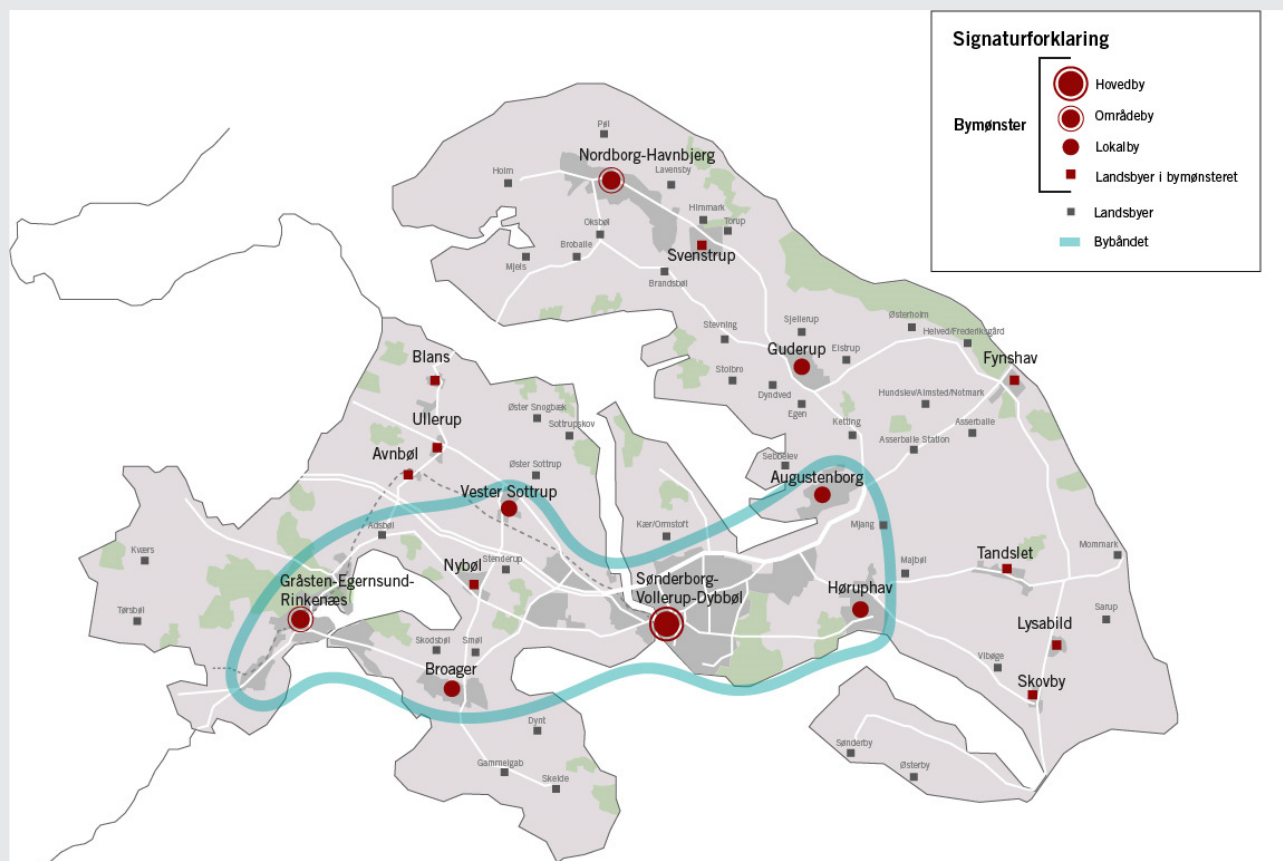 Signaturforklaring
Bymønster
Hovedby
Områdeby
Lokalby
Landsbyer i bymønsteret
Landsbyer
Bybåndet
Pøl
Nordborg-Havnbjerg
Holm
Lavensby
Himmark
Torup
Oksbøl
Svenstrup
Broballe
Mjels
Brandsbøl
Stevning
Sjellerup
Østerholm
Guderup
Elstrup
Helved/Frederiksgård
Fynshav
Stolbro
Dyndved
Egen
Hundslev/Almsted/Notmark
Ketting
Asserballe
Asserballe Station
Blans
Ullerup
Øster Snogbæk
Sottrupskov
Avnbøl
Øster Sottrup
Sebbelev
Augustenborg
Vester Sottrup
Adsbøl
Kær/Ormstoft
Mjang
Kværs
Stenderup
Nybøl
Majbøl
Tandslet
Mommark
Gråsten-Egernsund-
Rinkenæs
Sønderborg-
Vollerup-Dybbøl
Høruphav
Tørsbøl
Sarup
Lysabild
Skodsbøl
Smøl
Broager
Vibøge
Skovby
Dynt
Gammelgab
Skelde
Sønderby
Østerby